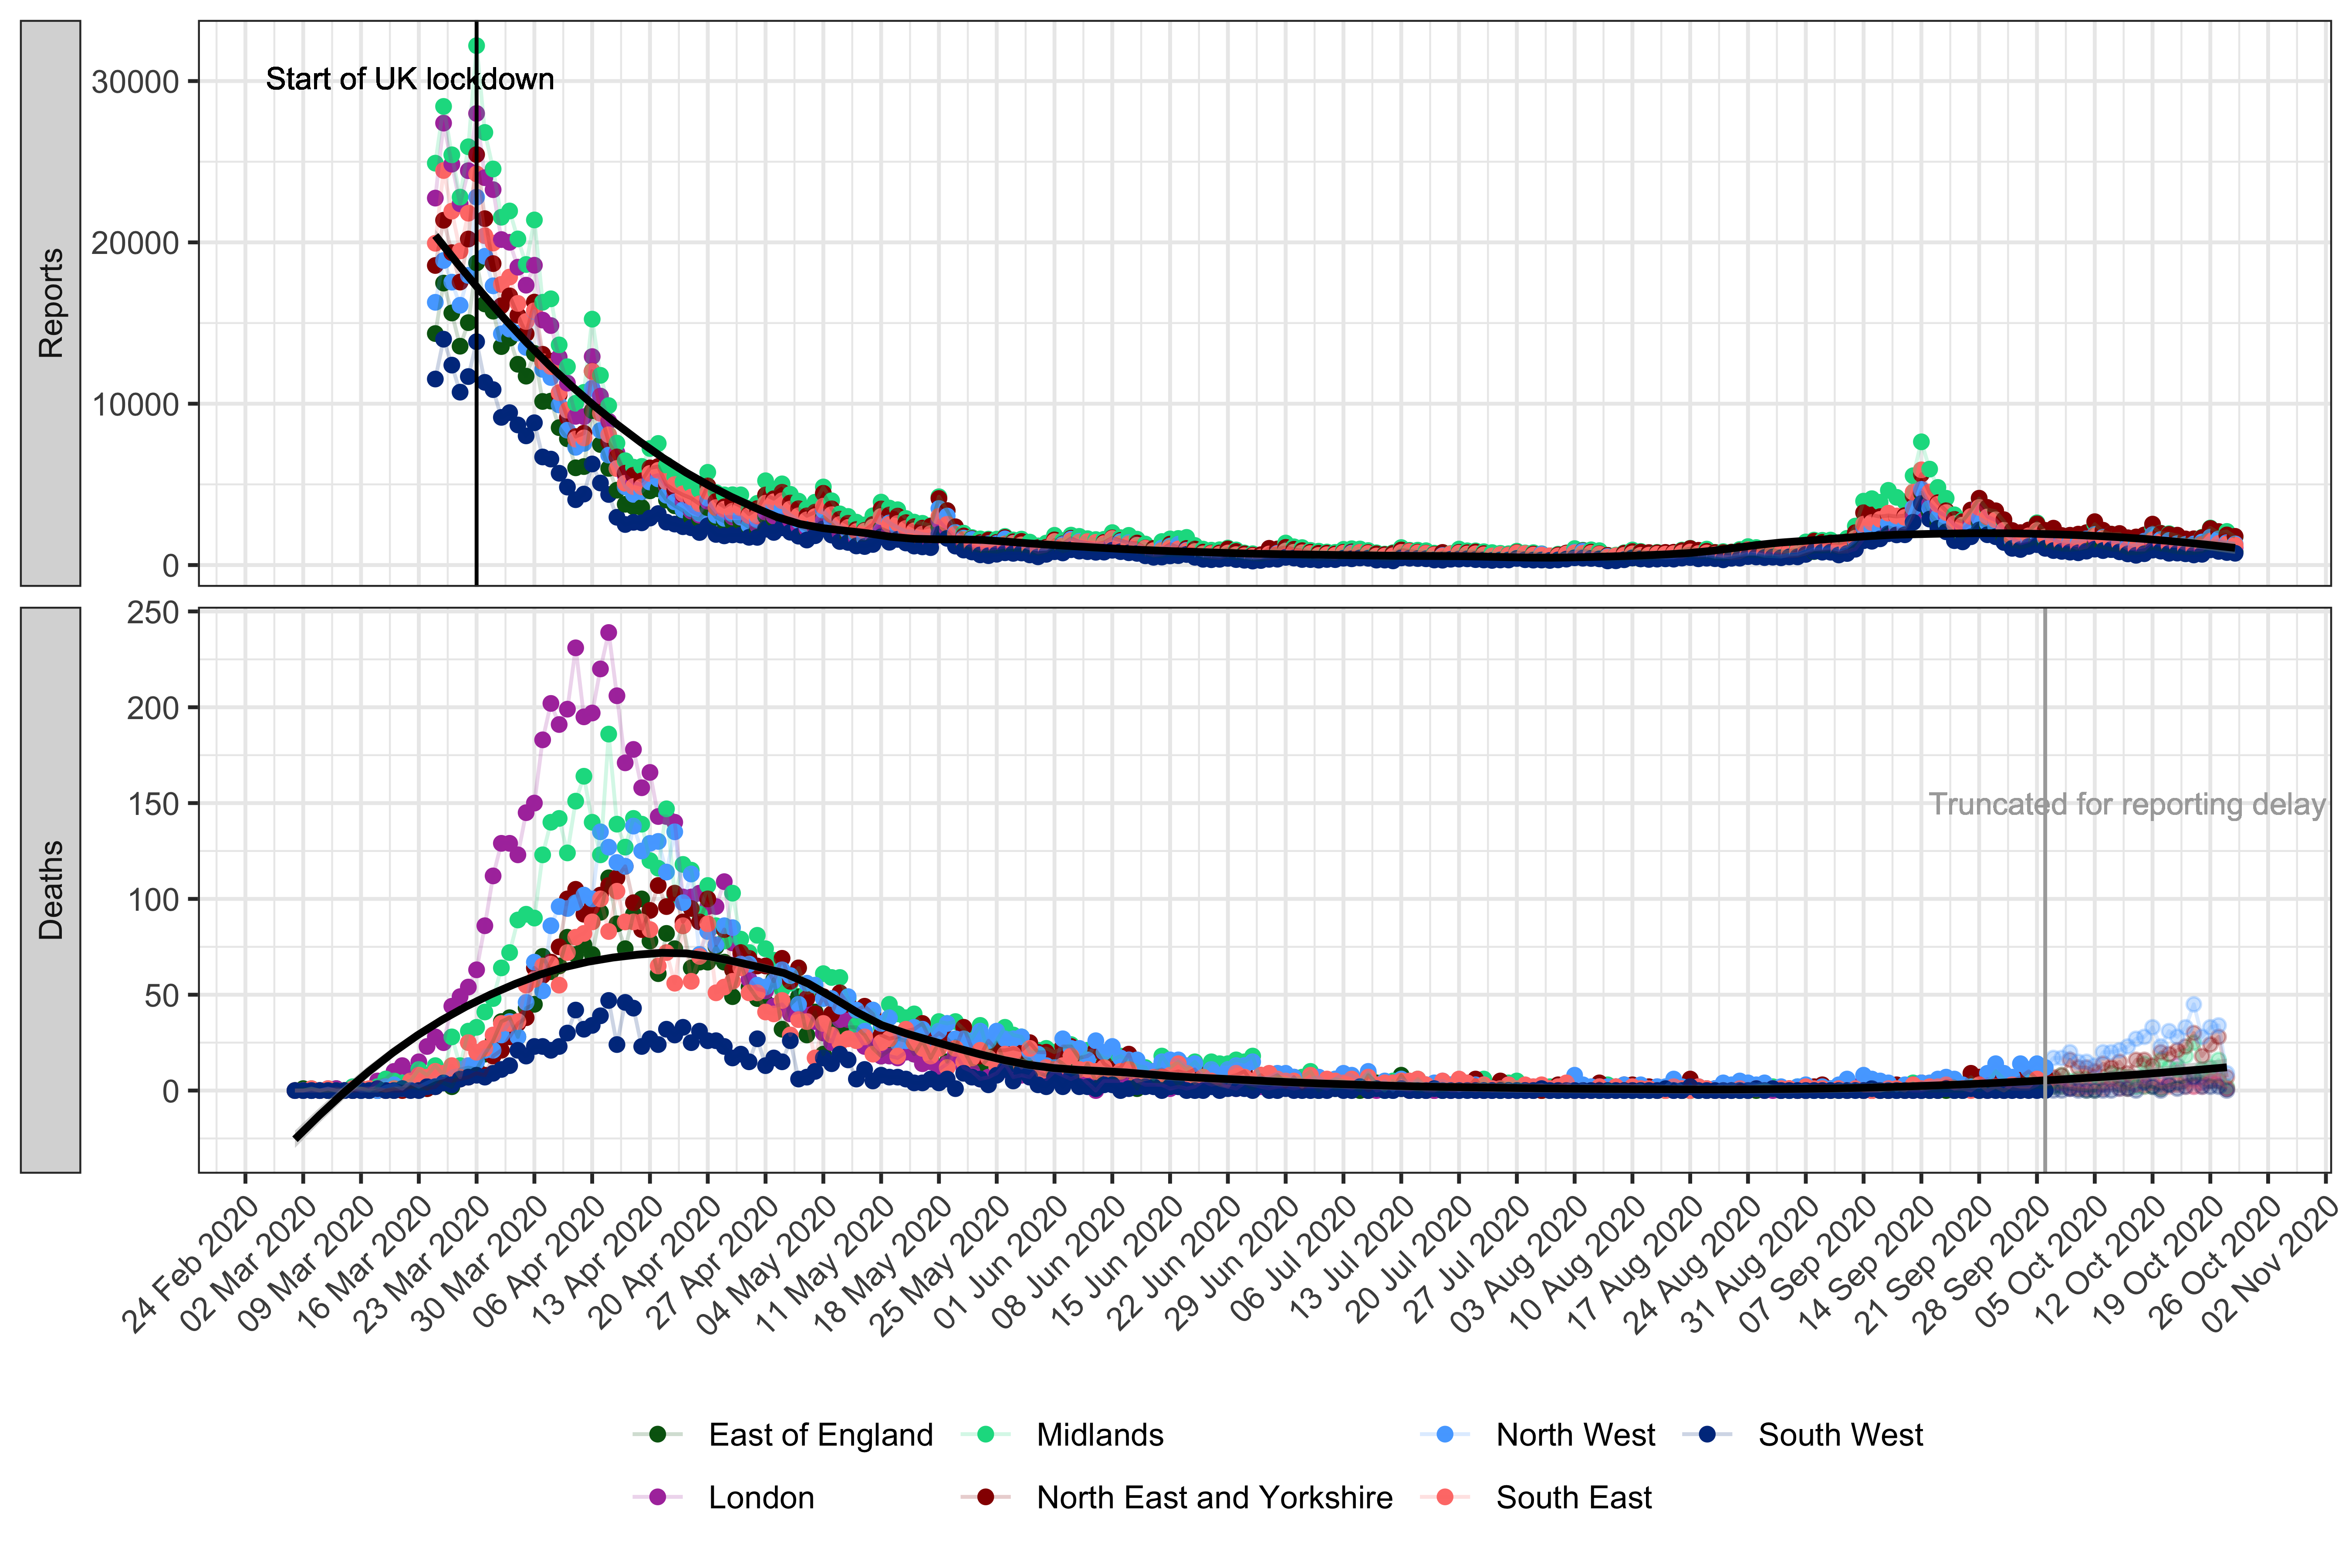 Reports
30000
20000
10000
0
Start of UK lockdown
Deaths
250
200
150
100
50
0
Truncated for reporting delay
24 Feb 2020
02 Mar 2020
09 Mar 2020
16 Mar 2020
23 Mar 2020
30 Mar 2020
06 Apr 2020
13 Apr 2020
20 Apr 2020
27 Apr 2020
04 May 2020
11 May 2020
18 May 2020
25 May 2020
01 Jun 2020
08 Jun 2020
15 Jun 2020
22 Jun 2020
29 Jun 2020
06 Jul 2020
13 Jul 2020
20 Jul 2020
27 Jul 2020
03 Aug 2020
10 Aug 2020
17 Aug 2020
24 Aug 2020
31 Aug 2020
07 Sep 2020
14 Sep 2020
21 Sep 2020
28 Sep 2020
05 Oct 2020
12 Oct 2020
19 Oct 2020
26 Oct 2020
02 Nov 2020
East of England
Midlands
North West
South West
London
North East and Yorkshire
South East